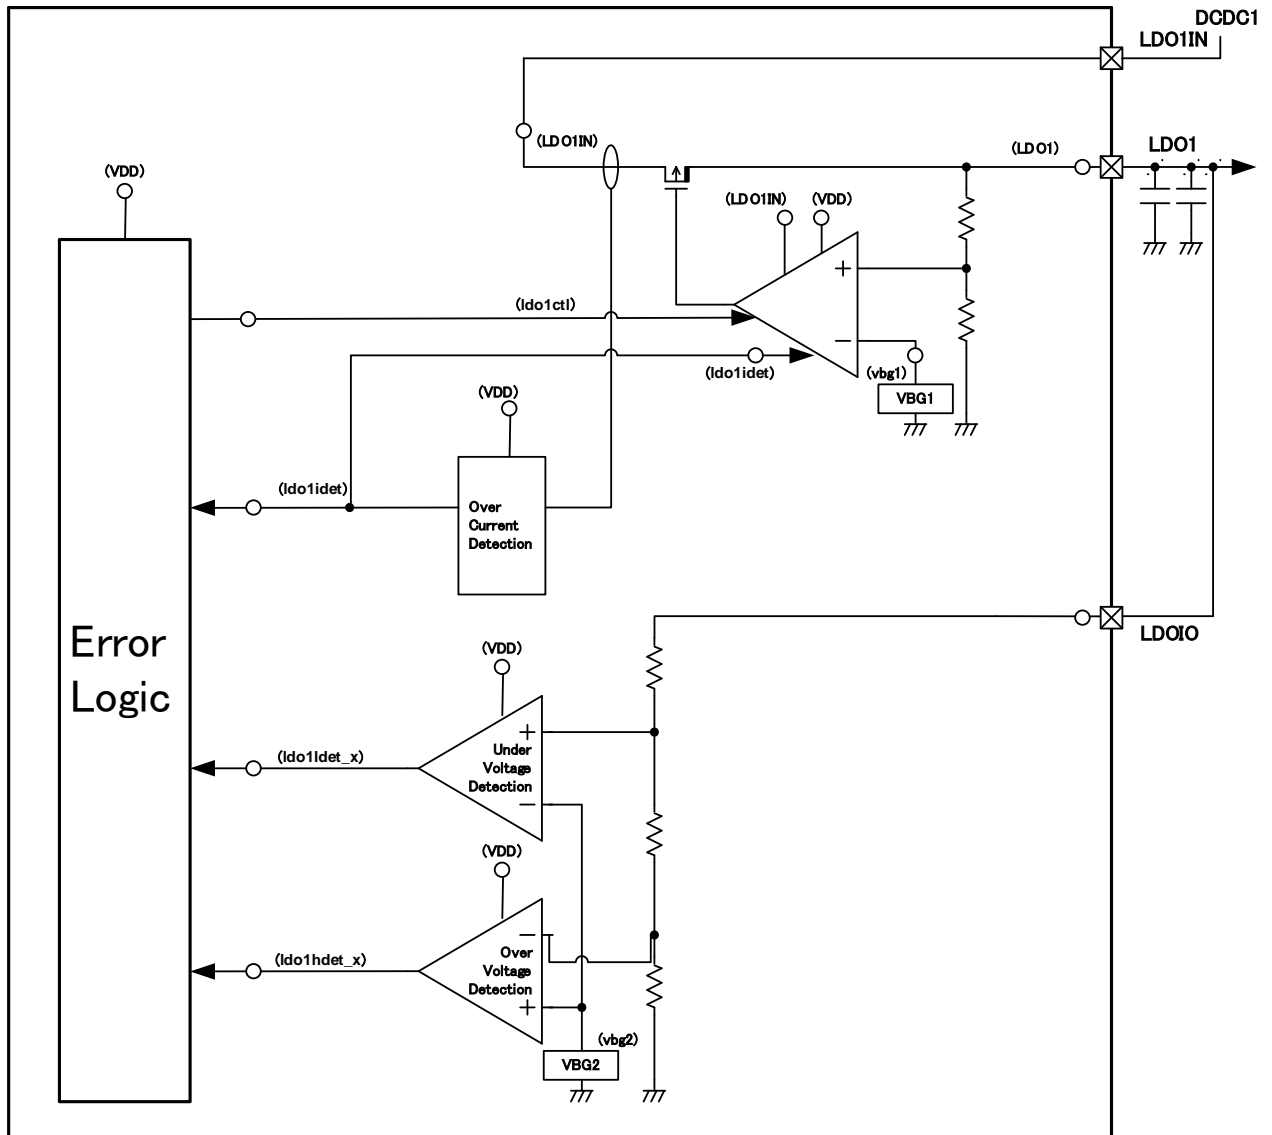 DCDC1
LDO1IN
(LDO1IN)
(LDO1)
LDO1
(VDD)
(LDO1IN)
(VDD)
+
(ldo1ctl)
−
(ldo1idet)
(vbg1)
VBG1
(VDD)
(ldo1idet)
Over
Current
Detection
LDOIO
Error
Logic
(VDD)
+
Under
Voltage
Detection
−
(ldo1ldet_x)
(VDD)
−
Over
Voltage
Detection
+
(ldo1hdet_x)
(vbg2)
VBG2